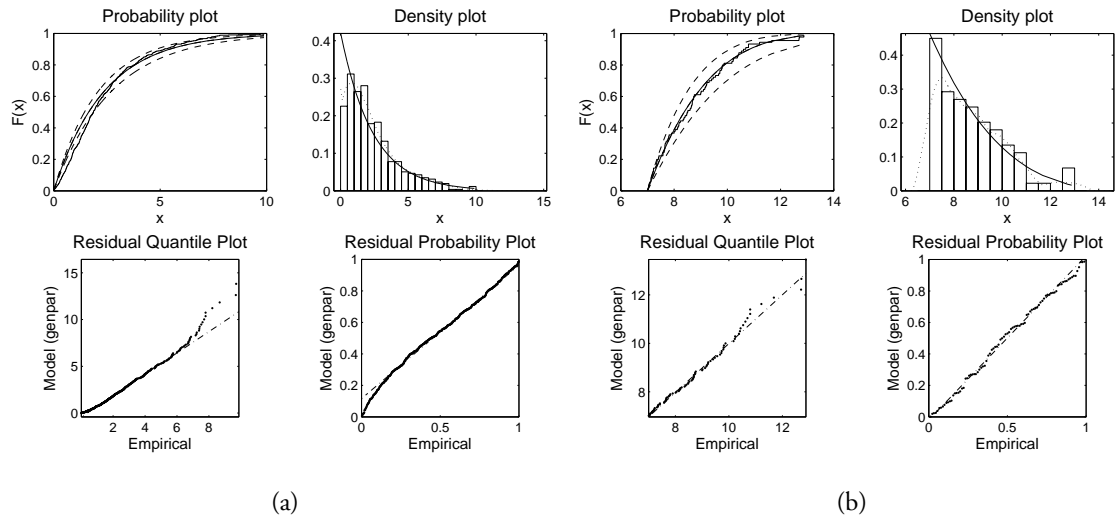 Probability plot
F(x)
1
0.8
0.6
0.4
0.2
0
0 5 10
x
Density plot
0.4
0.3
0.2
0.1
0
0 5 10 15
x
Residual Quantile Plot
Model (genpar)
15
10
5
0
2 4 6 8
Empirical
Residual Probability Plot
Model (genpar)
1
0.8
0.6
0.4
0.2
0
0 0.5 1
Empirical
(a)
Probability plot
F(x)
1
0.8
0.6
0.4
0.2
0
6 8 10 12 14
x
Density plot
0.4
0.3
0.2
0.1
0
6 8 10 12 14
x
Residual Quantile Plot
Model (genpar)
12
10
8
8 10 12
Empirical
Residual Probability Plot
Model (genpar)
1
0.8
0.6
0.4
0.2
0
0 0.5 1
Empirical
(b)